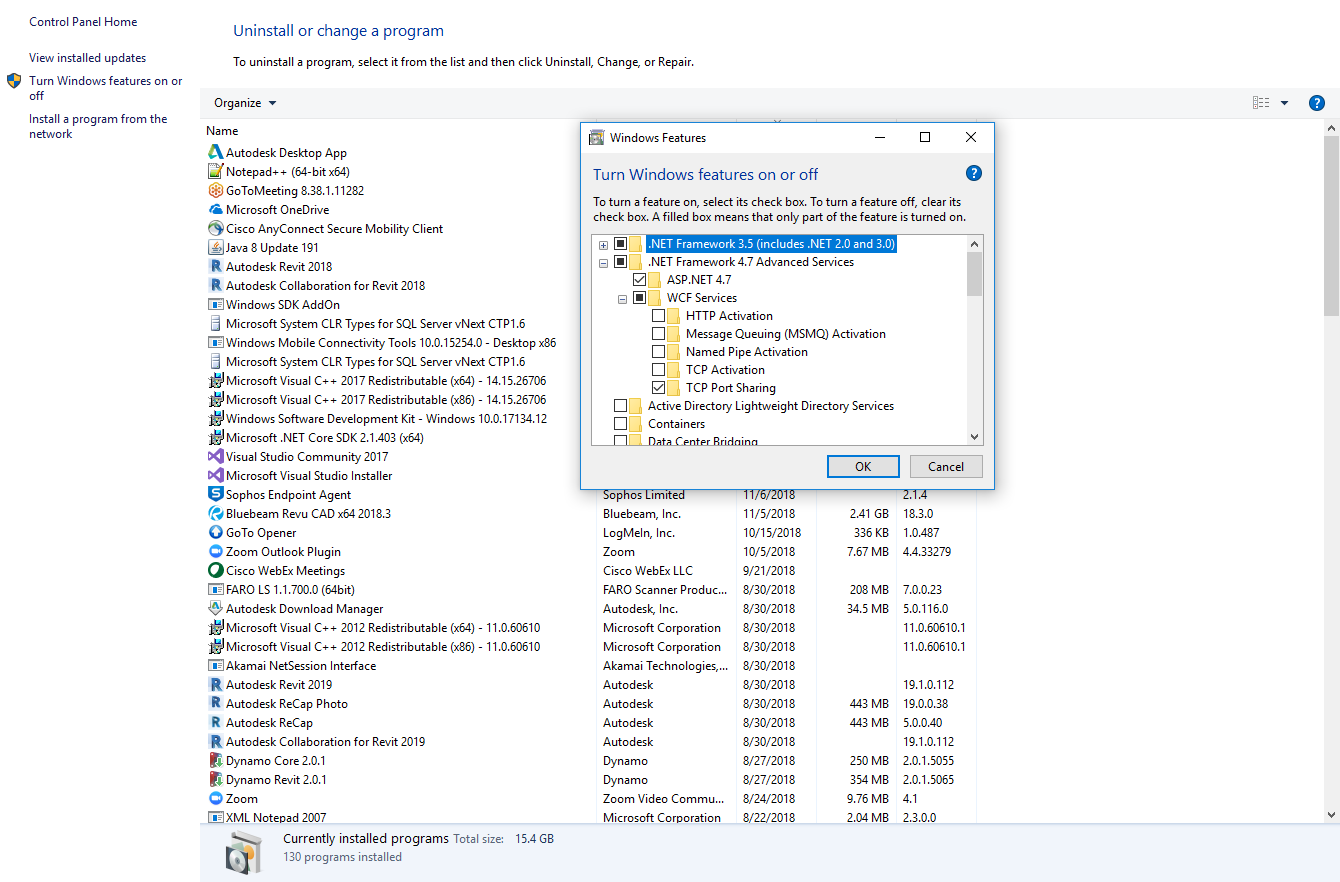 Control Panel Home
View installed updates
Turn Windows features on or
off
Install a program from the
network
Uninstall or change a program
To uninstall a program, select it from the list and then click Uninstall, Change, or Repair.
Organize
Name
Autodesk Desktop App
Notepad++ (64-bit x64)
GoToMeeting 8.38.1.11282
Microsoft OneDrive
Cisco AnyConnect Secure Mobility Client
Java 8 Update 191
Autodesk Revit 2018
Autodesk Collaboration for Revit 2018
Windows SDK AddOn
Microsoft System CLR Types for SQL Server vNext CTP1.6
Windows Mobile Connectivity Tools 10.0.15254.0 - Desktop x86
Microsoft System CLR Types for SQL Server vNext CTP1.6
Microsoft Visual C++ 2017 Redistributable (x64) - 14.15.26706
Microsoft Visual C++ 2017 Redistributable (x86) - 14.15.26706
Windows Software Development Kit - Windows 10.0.17134.12
Microsoft .NET Core SDK 2.1.403 (x64)
Visual Studio Community 2017
Microsoft Visual Studio Installer
Windows Features
Turn Windows features on or off
?
To turn a feature on, select its check box. To turn a feature off, clear its
check box. A filled box means that only part of the feature is turned on.
.NET Framework 3.5 (includes .NET 2.0 and 3.0)
.NET Framework 4.7 Advanced Services
ASP.NET 4.7
WCF Services
HTTP Activation
Message Queuing (MSMQ) Activation
Named Pipe Activation
TCP Activation
TCP Port Sharing
Active Directory Lightweight Directory Services
Containers
Data Center Bridging
OK Cancel
Sophos Endpoint Agent Sophos Limited 11/6/2018 2.1.4
Bluebeam Revu CAD x64 2018.3 Bluebeam, Inc. 11/5/2018 2.41 GB 18.3.0
GoTo Opener LogMeIn, Inc. 10/15/2018 336 KB 1.0.487
Zoom Outlook Plugin Zoom 10/5/2018 7.67 MB 4.4.33279
Cisco WebEx Meetings Cisco WebEx LLC 9/21/2018
FARO LS 1.1.700.0 (64bit) FARO Scanner Produc... 8/30/2018 208 MB 7.0.0.23
Autodesk Download Manager Autodesk, Inc. 8/30/2018 34.5 MB 5.0.116.0
Microsoft Visual C++ 2012 Redistributable (x64) - 11.0.60610 Microsoft Corporation 8/30/2018 11.0.60610.1
Microsoft Visual C++ 2012 Redistributable (x86) - 11.0.60610 Microsoft Corporation 8/30/2018 11.0.60610.1
Akamai NetSession Interface Akamai Technologies,... 8/30/2018
Autodesk Revit 2019 Autodesk 8/30/2018 19.1.0.112
Autodesk ReCap Photo Autodesk 8/30/2018 443 MB 19.0.0.38
Autodesk ReCap Autodesk 8/30/2018 443 MB 5.0.0.40
Autodesk Collaboration for Revit 2019 Autodesk 8/30/2018 19.1.0.112
Dynamo Core 2.0.1 Dynamo 8/27/2018 250 MB 2.0.1.5055
Dynamo Revit 2.0.1 Dynamo 8/27/2018 354 MB 2.0.1.5065
Zoom Zoom Video Commu... 8/24/2018 9.76 MB 4.1
XML Notepad 2007 Microsoft Corporation 8/22/2018 2.04 MB 2.3.0.0
Currently installed programs Total size: 15.4 GB
130 programs installed